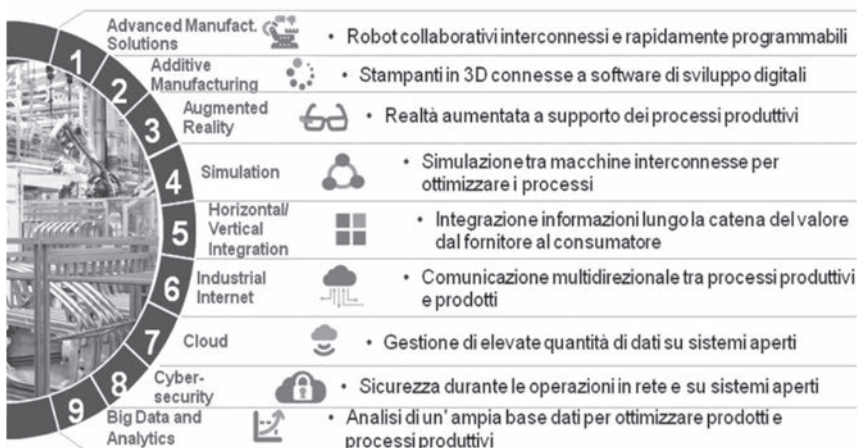 1
Advanced Manufact.
Solutions
• Robot collaborativi interconnessi e rapidamente programmabili
2
Additive
Manufacturing
• Stampanti in 3D connesse a software di sviluppo digitali
3
Augmented
Reality
• Realtà aumentata a supporto dei processi produttivi
4
Simulation
• Simulazione tra macchine interconnesse per
ottimizzare i processi
5
Horizontal/
Vertical
Integration
• Integrazione informazioni lungo la catena del valore
dal fornitore al consumatore
6
Industrial
Internet
• Comunicazione multidirezionale tra processi produttivi
e prodotti
7
Cloud
• Gestione di elevate quantità di dati su sistemi aperti
8
Cyber-
security
• Sicurezza durante le operazioni in rete e su sistemi aperti
9
Big Data and
Analytics
• Analisi di un' ampia base dati per ottimizzare prodotti e
processi produttivi